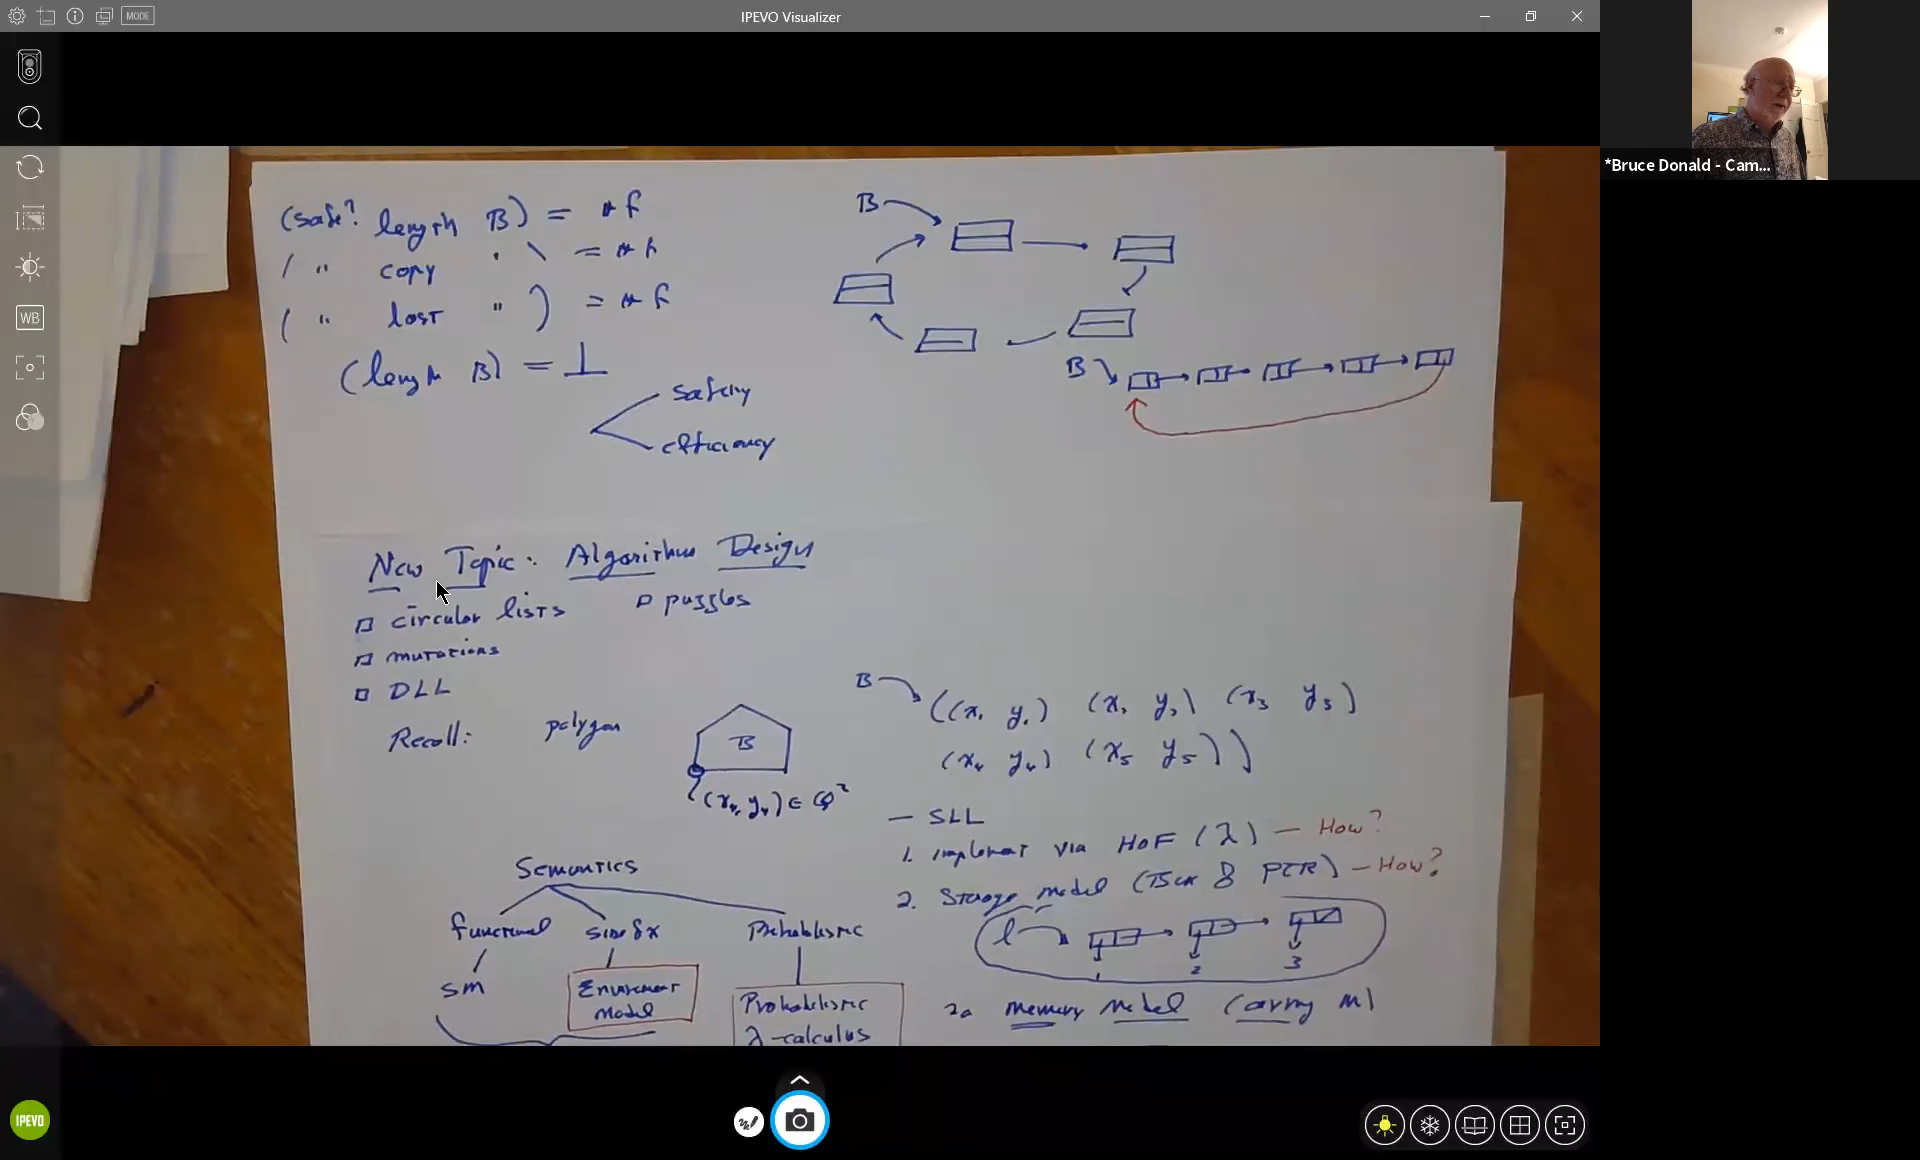 MODE
IPEVO Visualizer
*Bruce Donald - Cam...
WB
(safe? length B) = #f
( " copy " ) = #f
( " last " ) = #f
(length B) = ⊥
safety
efficiency
B
B
New Topic: Algorithm Design
□ circular lists □ puzzles
□ mutations
□ DLL
Recall: polygon
B
(x4, y4) ∈ Q²
B
((x1 y1) (x2 y2) (x3 y3)
(x4 y4) (x5 y5))
— SLL
1. implement via HOF (λ) — How?
2. Storage model (Box & PTR) — How?
l
1 2 3
2a memory model (array m)
Semantics
functional side fx Probabilistic
SM
Environment
model
Probabilistic
λ-calculus
IPEVO